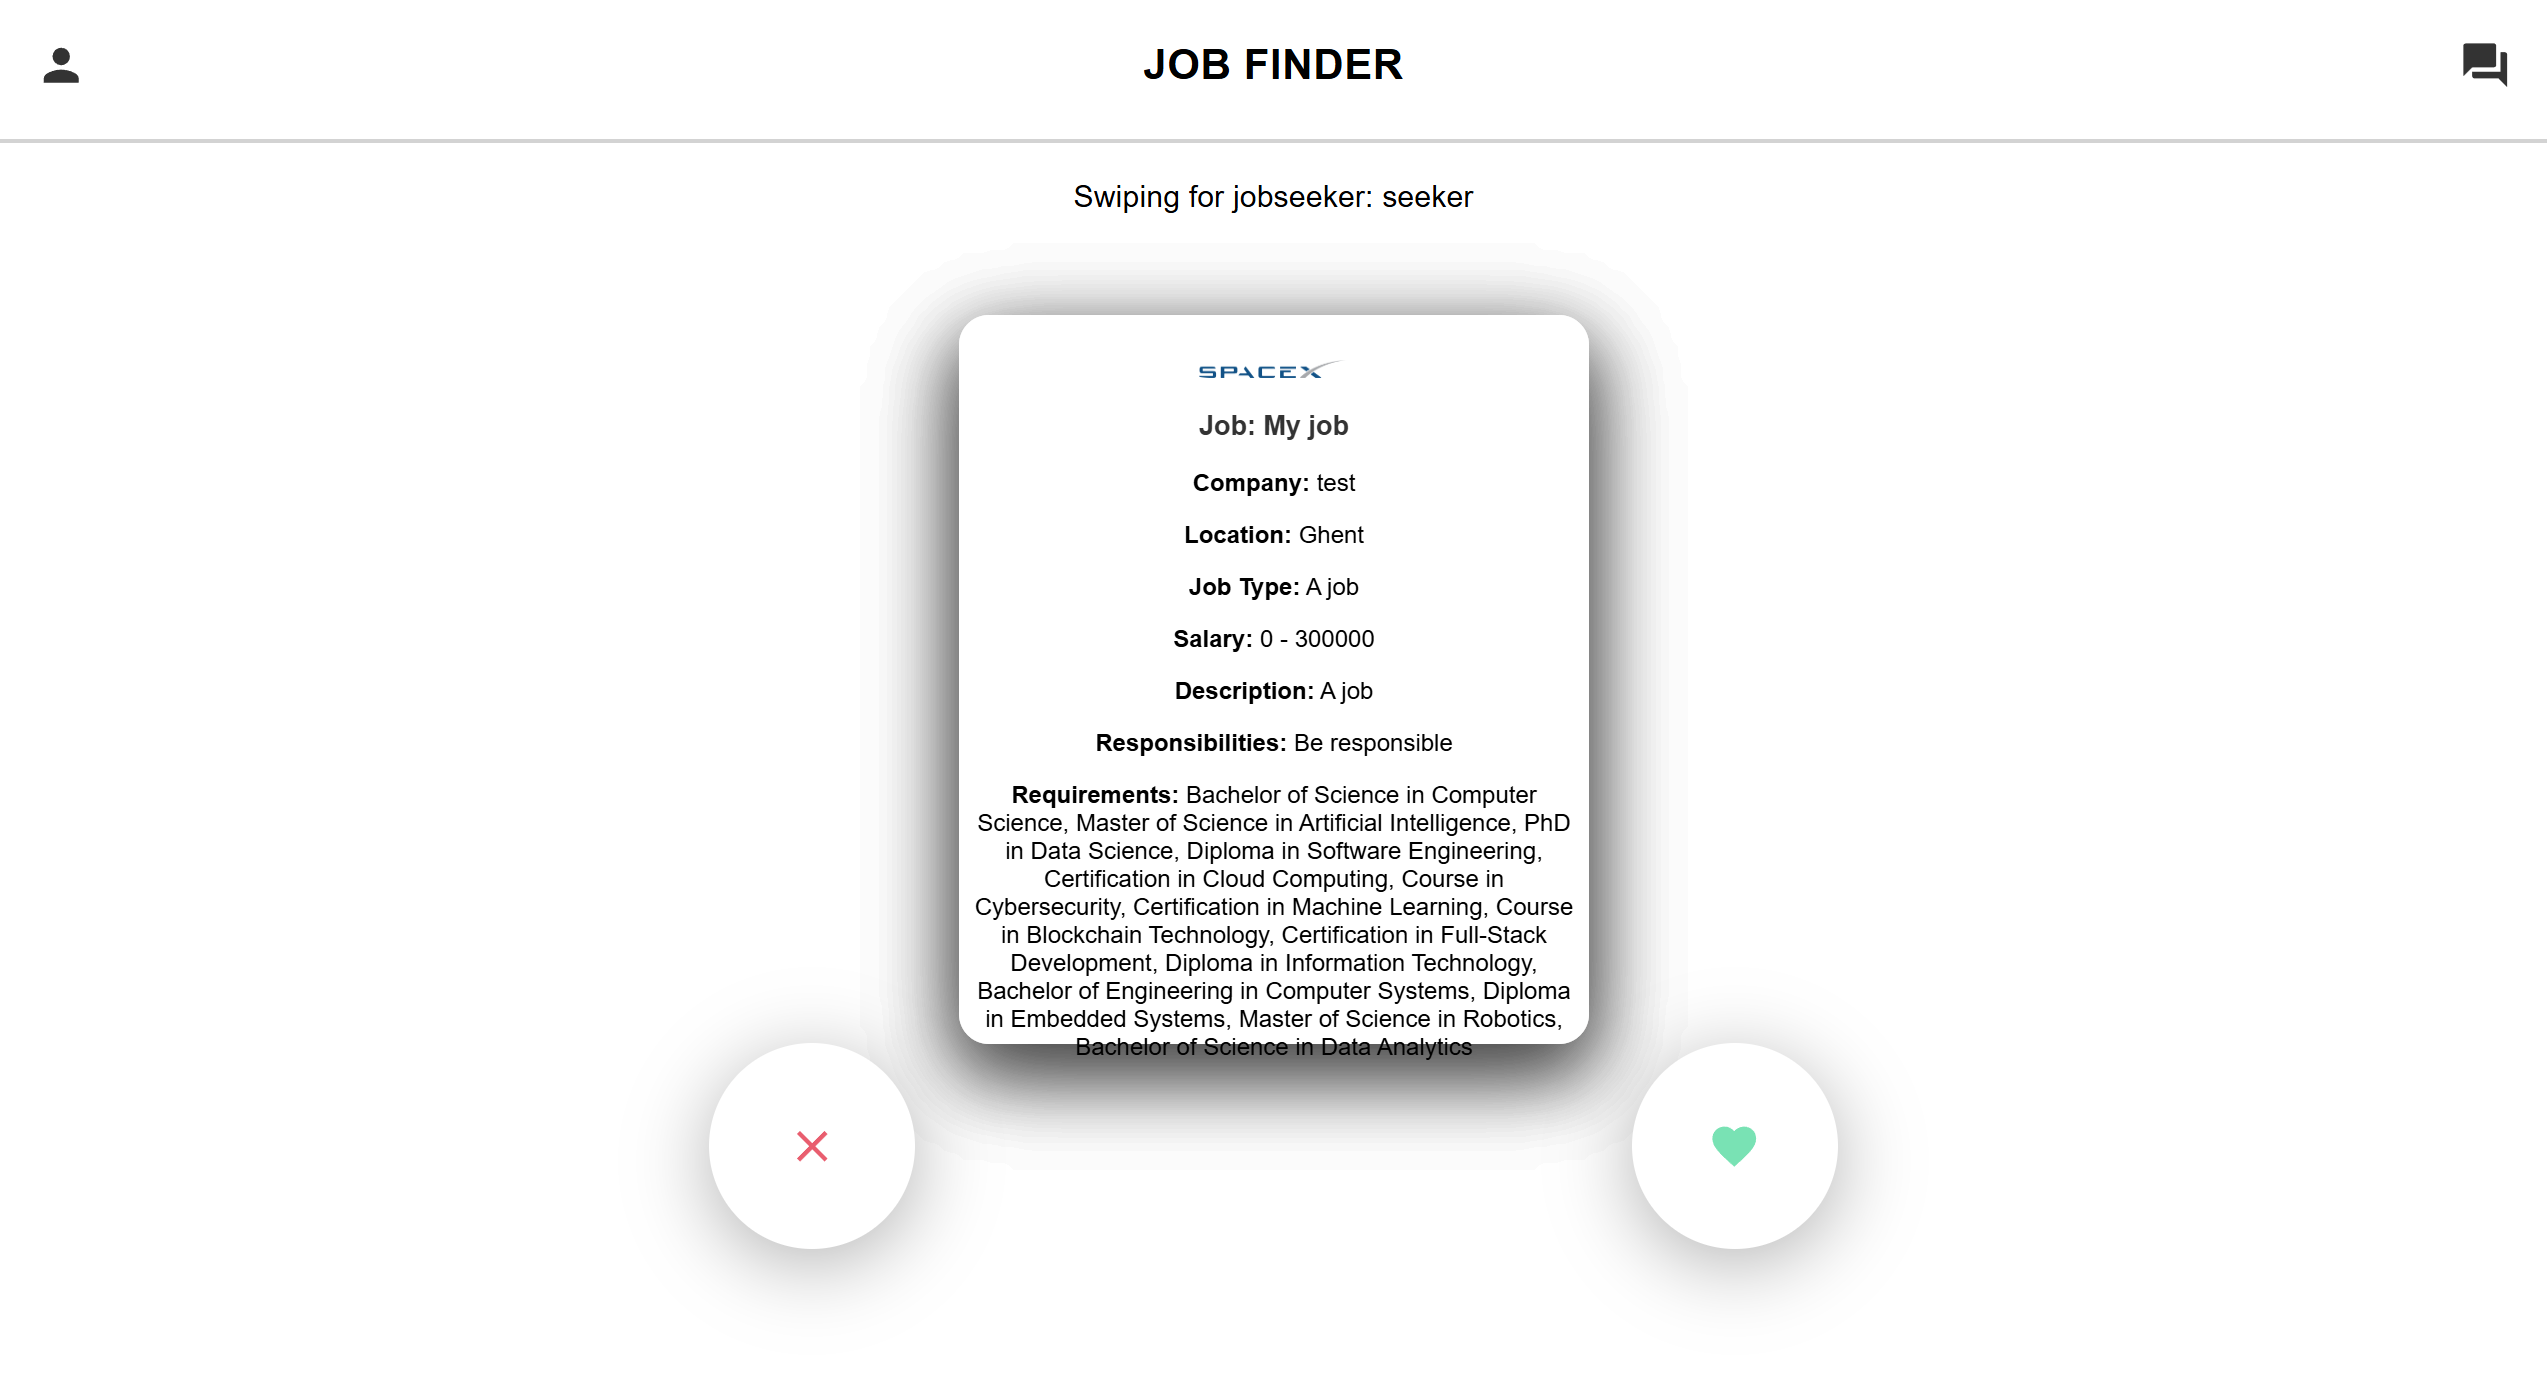 JOB FINDER
Swiping for jobseeker: seeker
SPACEX
Job: My job
Company: test
Location: Ghent
Job Type: A job
Salary: 0 - 300000
Description: A job
Responsibilities: Be responsible
Requirements: Bachelor of Science in Computer
Science, Master of Science in Artificial Intelligence, PhD
in Data Science, Diploma in Software Engineering,
Certification in Cloud Computing, Course in
Cybersecurity, Certification in Machine Learning, Course
in Blockchain Technology, Certification in Full-Stack
Development, Diploma in Information Technology,
Bachelor of Engineering in Computer Systems, Diploma
in Embedded Systems, Master of Science in Robotics,
Bachelor of Science in Data Analytics